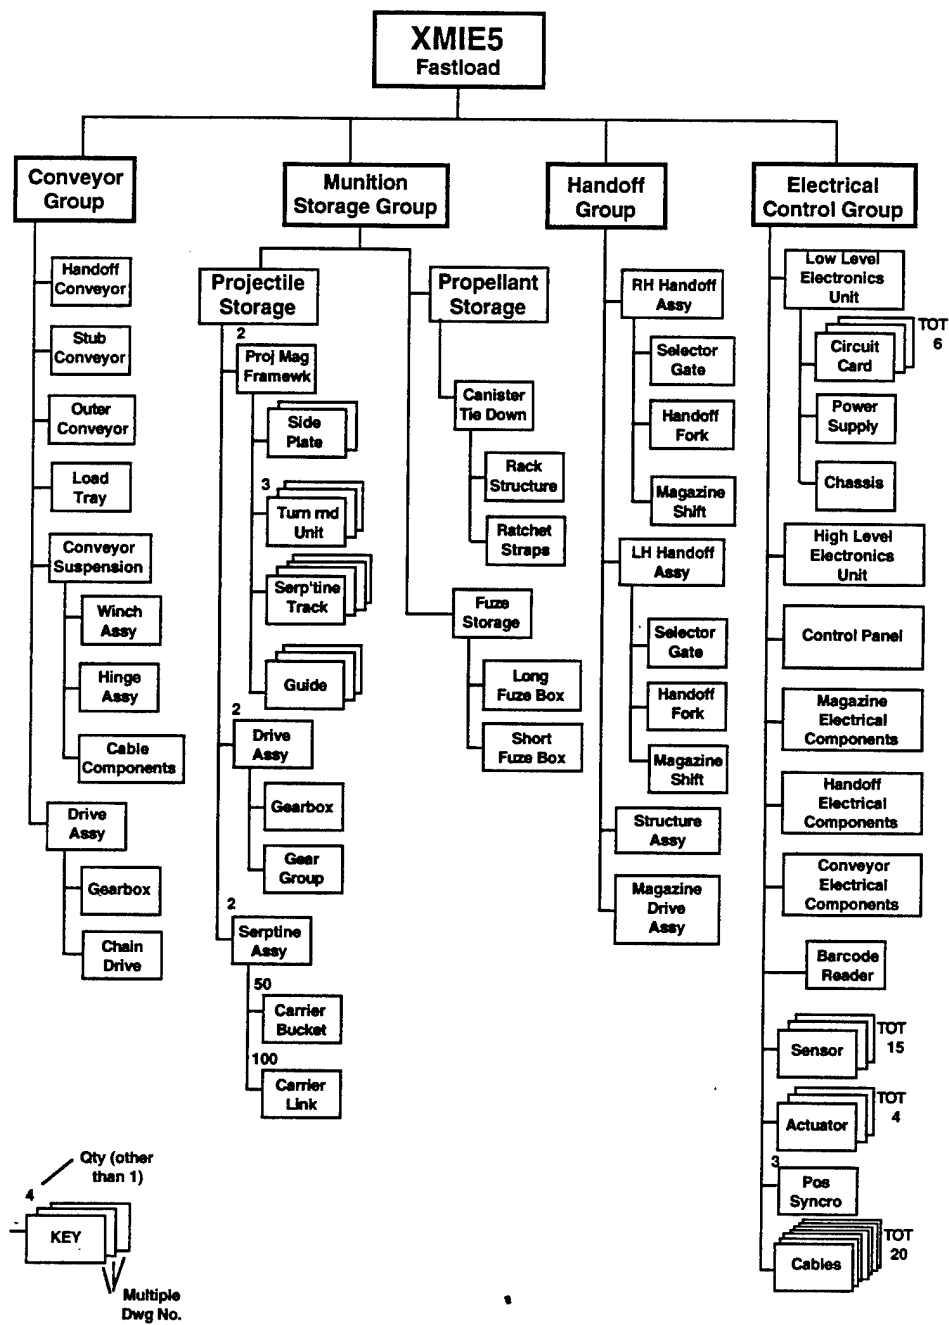 XMIE5
Fastload
Conveyor
Group
Handoff
Conveyor
Stub
Conveyor
Outer
Conveyor
Load
Tray
Conveyor
Suspension
Winch
Assy
Hinge
Assy
Cable
Components
Drive
Assy
Gearbox
Chain
Drive
Munition
Storage Group
Projectile
Storage
2
Proj Mag
Framewk
Side
Plate
3
Turn rnd
Unit
Serp'tine
Track
Guide
2
Drive
Assy
Gearbox
Gear
Group
2
Serptine
Assy
50
Carrier
Bucket
100
Carrier
Link
Propellant
Storage
Canister
Tie Down
Rack
Structure
Ratchet
Straps
Fuze
Storage
Long
Fuze Box
Short
Fuze Box
Handoff
Group
RH Handoff
Assy
Selector
Gate
Handoff
Fork
Magazine
Shift
LH Handoff
Assy
Selector
Gate
Handoff
Fork
Magazine
Shift
Structure
Assy
Magazine
Drive
Assy
Electrical
Control Group
Low Level
Electronics
Unit
Circuit
Card
TOT
6
Power
Supply
Chassis
High Level
Electronics
Unit
Control Panel
Magazine
Electrical
Components
Handoff
Electrical
Components
Conveyor
Electrical
Components
Barcode
Reader
Sensor
TOT
15
Actuator
TOT
4
3
Pos
Syncro
Cables
TOT
20
Qty (other
than 1)
4
KEY
Multiple
Dwg No.